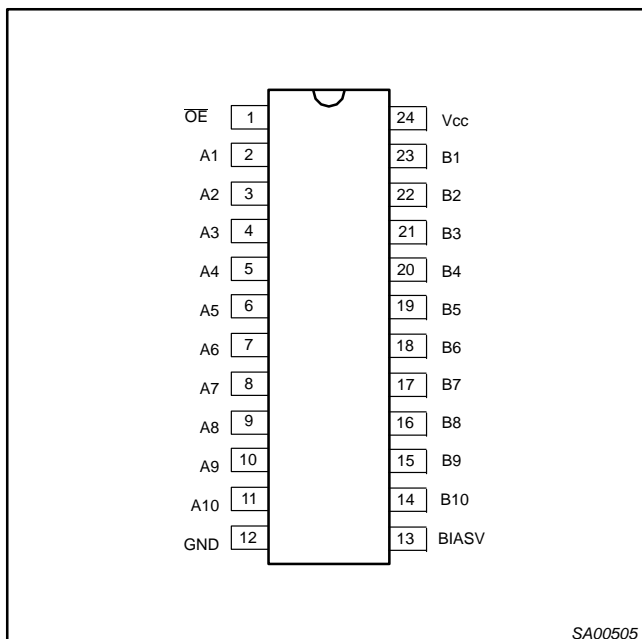 O̅E̅ 1 24 Vcc
A1 2 23 B1
A2 3 22 B2
A3 4 21 B3
A4 5 20 B4
A5 6 19 B5
A6 7 18 B6
A7 8 17 B7
A8 9 16 B8
A9 10 15 B9
A10 11 14 B10
GND 12 13 BIASV
SA00505